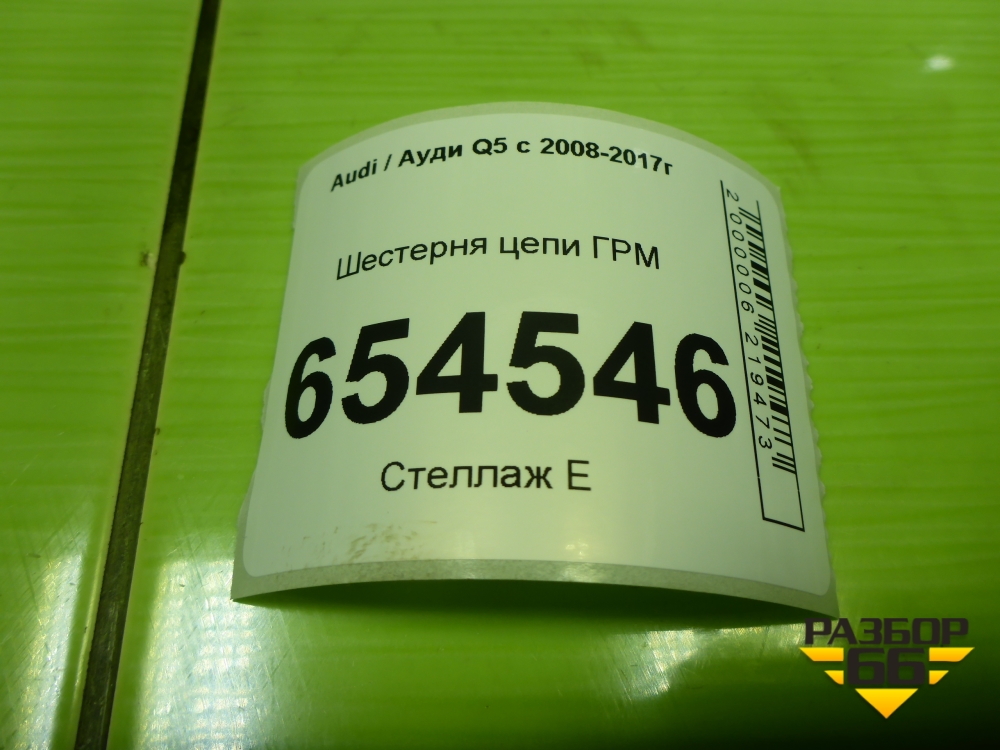 Audi / Ауди Q5 с 2008-2017г
Шестерня цепи ГРМ
654546
Стеллаж Е
2000006219473
РАЗБОР
66